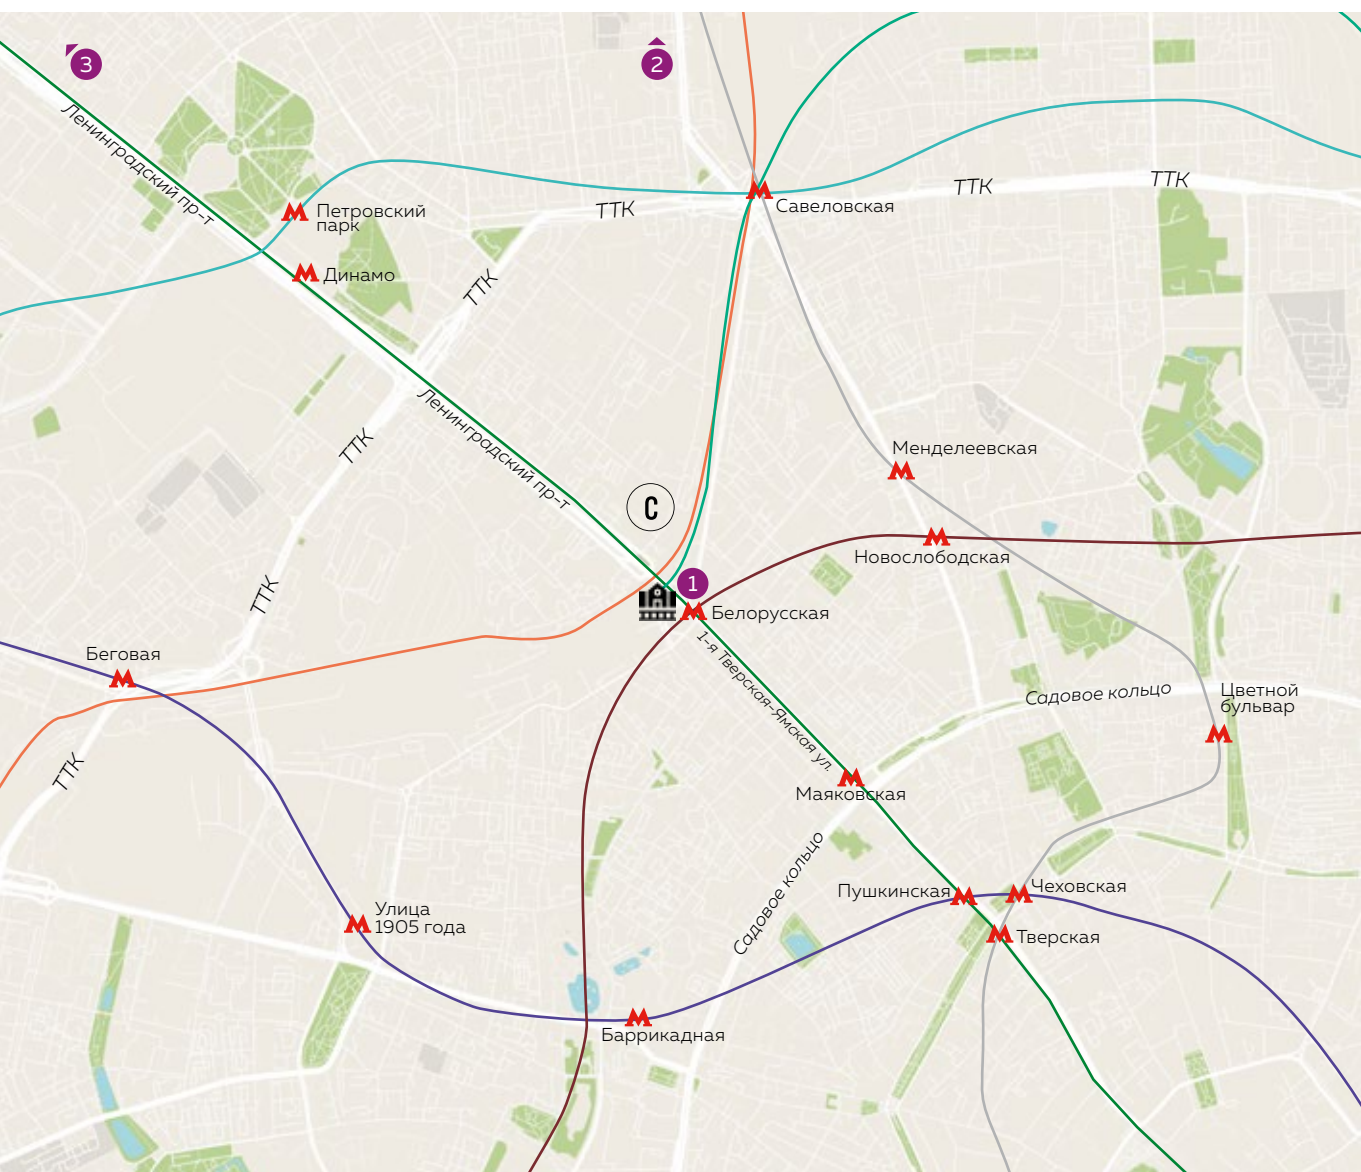 3
2
Ленинградский пр-т
Петровский
парк
Динамо
ТТК
Савеловская
ТТК
ТТК
ТТК
Ленинградский пр-т
ТТК
С
Менделеевская
Новослободская
ТТК
1
Белорусская
Беговая
1-я Тверская-Ямская ул.
Садовое кольцо
Цветной
бульвар
ТТК
Маяковская
Садовое кольцо
Пушкинская
Чеховская
Улица
1905 года
Тверская
Баррикадная